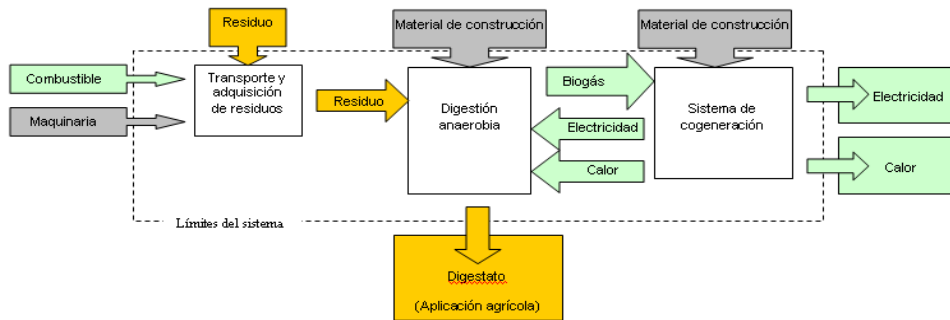 Residuo
Material de construcción
Material de construcción
Combustible
Maquinaria
Transporte y
adquisición
de residuos
Residuo
Digestión
anaerobia
Biogás
Electricidad
Calor
Sistema de
cogeneración
Electricidad
Calor
Límites del sistema
Digestato
(Aplicación agrícola)